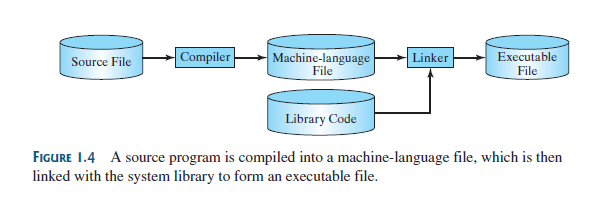 Source File
Compiler
Machine-language
File
Linker
Executable
File
Library Code
FIGURE 1.4 A source program is compiled into a machine-language file, which is then
linked with the system library to form an executable file.